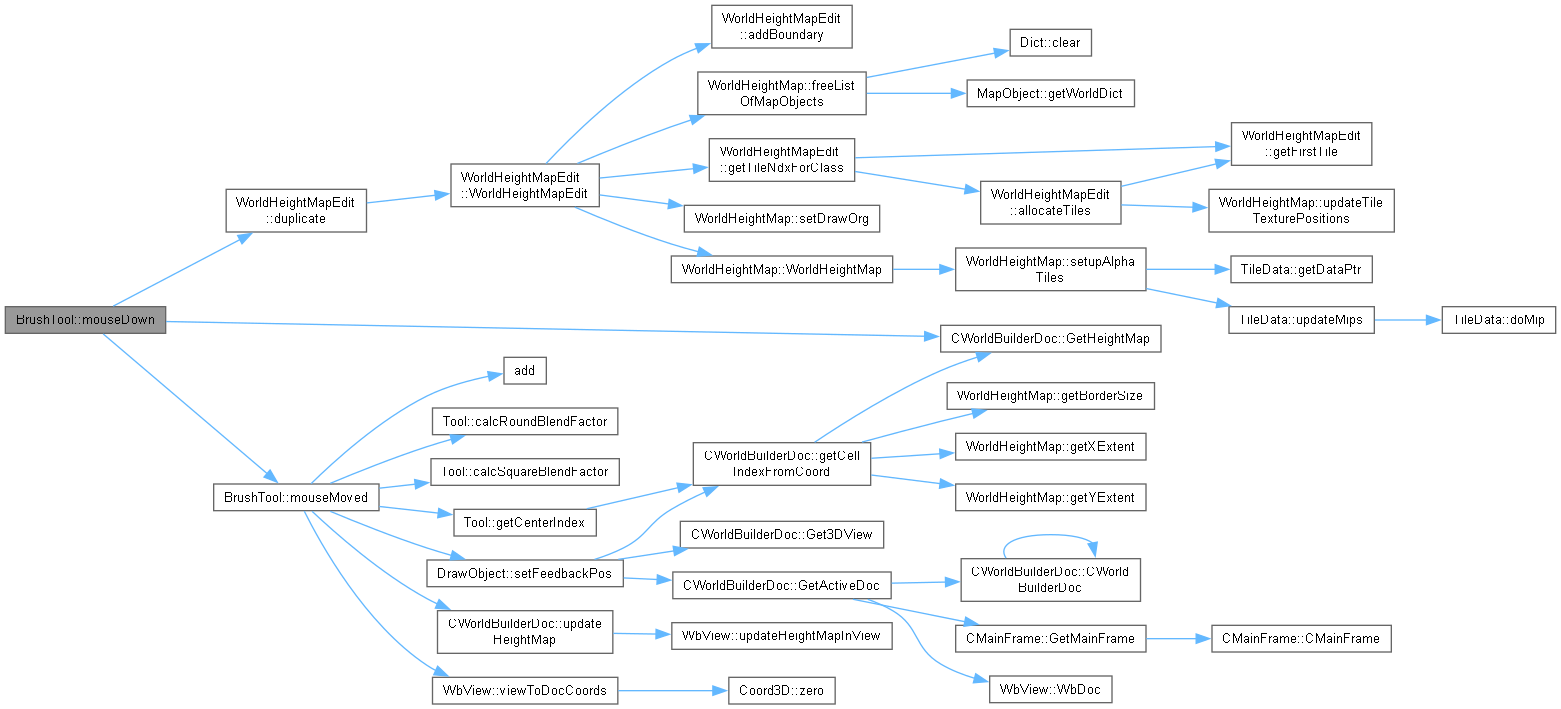 WorldHeightMapEdit
::addBoundary
Dict::clear
WorldHeightMap::freeList
OfMapObjects
MapObject::getWorldDict
WorldHeightMapEdit
::getFirstTile
WorldHeightMapEdit
::getTileNdxForClass
WorldHeightMapEdit
::WorldHeightMapEdit
WorldHeightMapEdit
::allocateTiles
WorldHeightMapEdit
::duplicate
WorldHeightMap::setDrawOrg
WorldHeightMap::updateTile
TexturePositions
WorldHeightMap::WorldHeightMap
WorldHeightMap::setupAlpha
Tiles
TileData::getDataPtr
BrushTool::mouseDown
TileData::updateMips
TileData::doMip
CWorldBuilderDoc::GetHeightMap
add
WorldHeightMap::getBorderSize
Tool::calcRoundBlendFactor
WorldHeightMap::getXExtent
CWorldBuilderDoc::getCell
IndexFromCoord
Tool::calcSquareBlendFactor
BrushTool::mouseMoved
WorldHeightMap::getYExtent
Tool::getCenterIndex
CWorldBuilderDoc::Get3DView
DrawObject::setFeedbackPos
CWorldBuilderDoc::GetActiveDoc
CWorldBuilderDoc::CWorld
BuilderDoc
CWorldBuilderDoc::update
HeightMap
WbView::updateHeightMapInView
CMainFrame::GetMainFrame
CMainFrame::CMainFrame
WbView::viewToDocCoords
Coord3D::zero
WbView::WbDoc